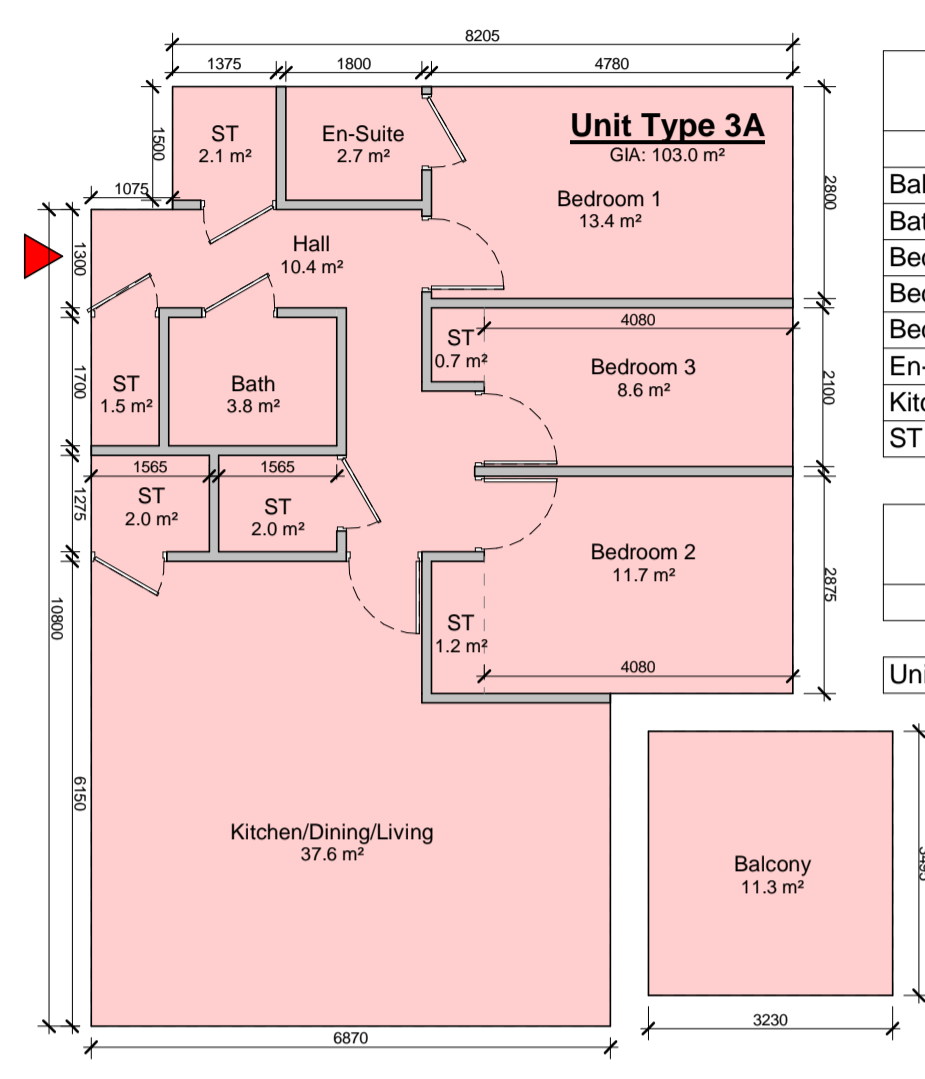 8205
1375
1800
4780
1500
ST
2.1 m²
En-Suite
2.7 m²
Unit Type 3A
GIA: 103.0 m²
Bedroom 1
13.4 m²
2800
1075
1300
Hall
10.4 m²
4080
ST
0.7 m²
Bedroom 3
8.6 m²
2100
1700
ST
1.5 m²
Bath
3.8 m²
1565
1565
1275
ST
2.0 m²
ST
2.0 m²
Bedroom 2
11.7 m²
2875
10800
ST
1.2 m²
4080
6150
Kitchen/Dining/Living
37.6 m²
Balcony
11.3 m²
3230
6870
Bal
Bat
Bed
Bed
Bed
En-
Kitc
ST
Uni